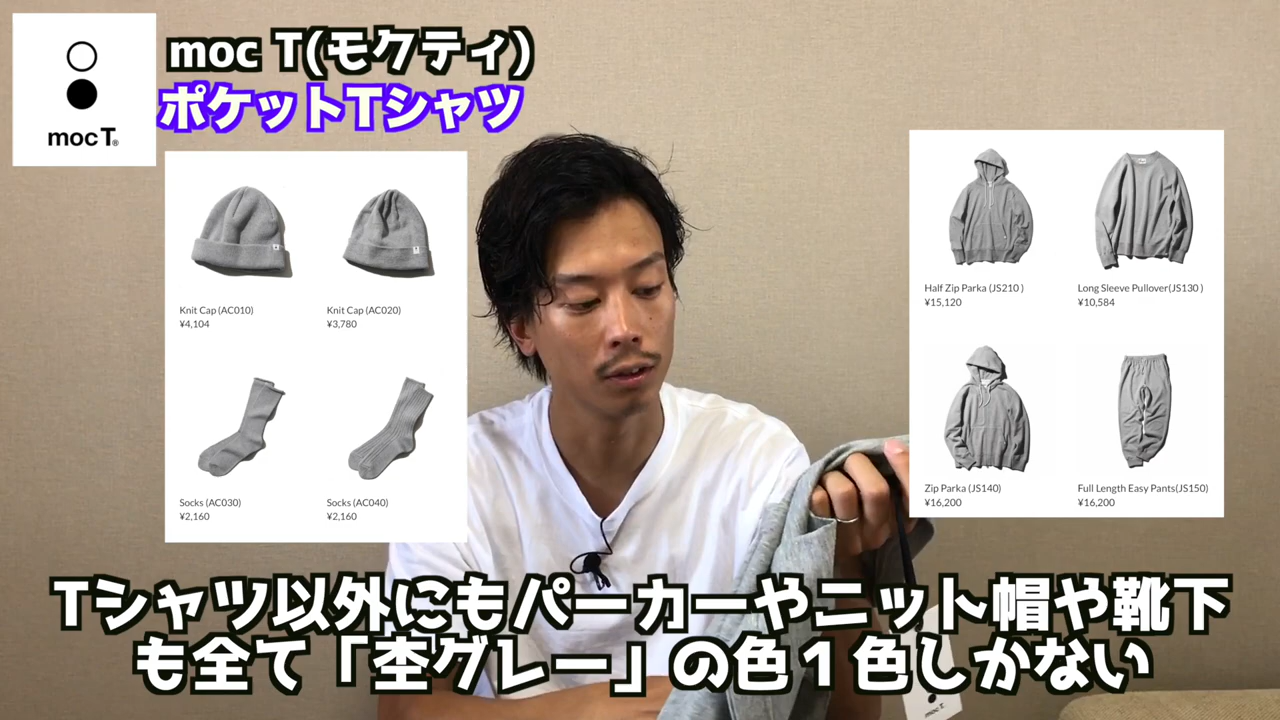 moc T®
moc T(モクティ)
ポケットTシャツ
Knit Cap (AC010)
¥4,104
Knit Cap (AC020)
¥3,780
Socks (AC030)
¥2,160
Socks (AC040)
¥2,160
Half Zip Parka (JS210 )
¥15,120
Long Sleeve Pullover(JS130 )
¥10,584
Zip Parka (JS140)
¥16,200
Full Length Easy Pants(JS150)
¥16,200
Tシャツ以外にもパーカーやニット帽や靴下
も全て「杢グレー」の色１色しかない
moc T.